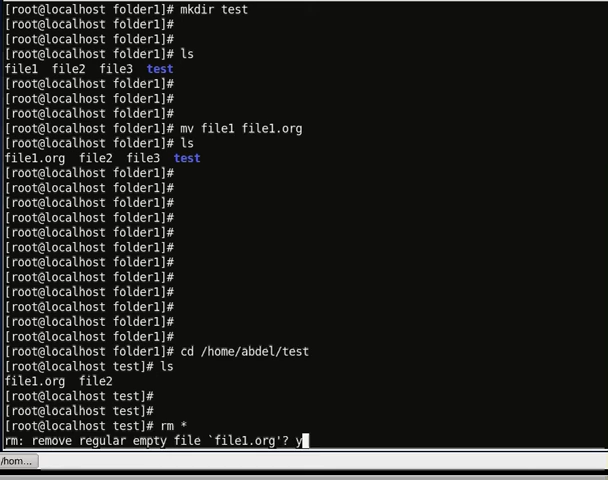 [root@localhost folder1]# mkdir test
[root@localhost folder1]#
[root@localhost folder1]#
[root@localhost folder1]# ls
file1  file2  file3  test
[root@localhost folder1]#
[root@localhost folder1]#
[root@localhost folder1]#
[root@localhost folder1]# mv file1 file1.org
[root@localhost folder1]# ls
file1.org  file2  file3  test
[root@localhost folder1]#
[root@localhost folder1]#
[root@localhost folder1]#
[root@localhost folder1]#
[root@localhost folder1]#
[root@localhost folder1]#
[root@localhost folder1]#
[root@localhost folder1]#
[root@localhost folder1]#
[root@localhost folder1]#
[root@localhost folder1]#
[root@localhost folder1]#
[root@localhost folder1]# cd /home/abdel/test
[root@localhost test]# ls
file1.org  file2
[root@localhost test]#
[root@localhost test]#
[root@localhost test]# rm *
rm: remove regular empty file `file1.org'? y
/hom...